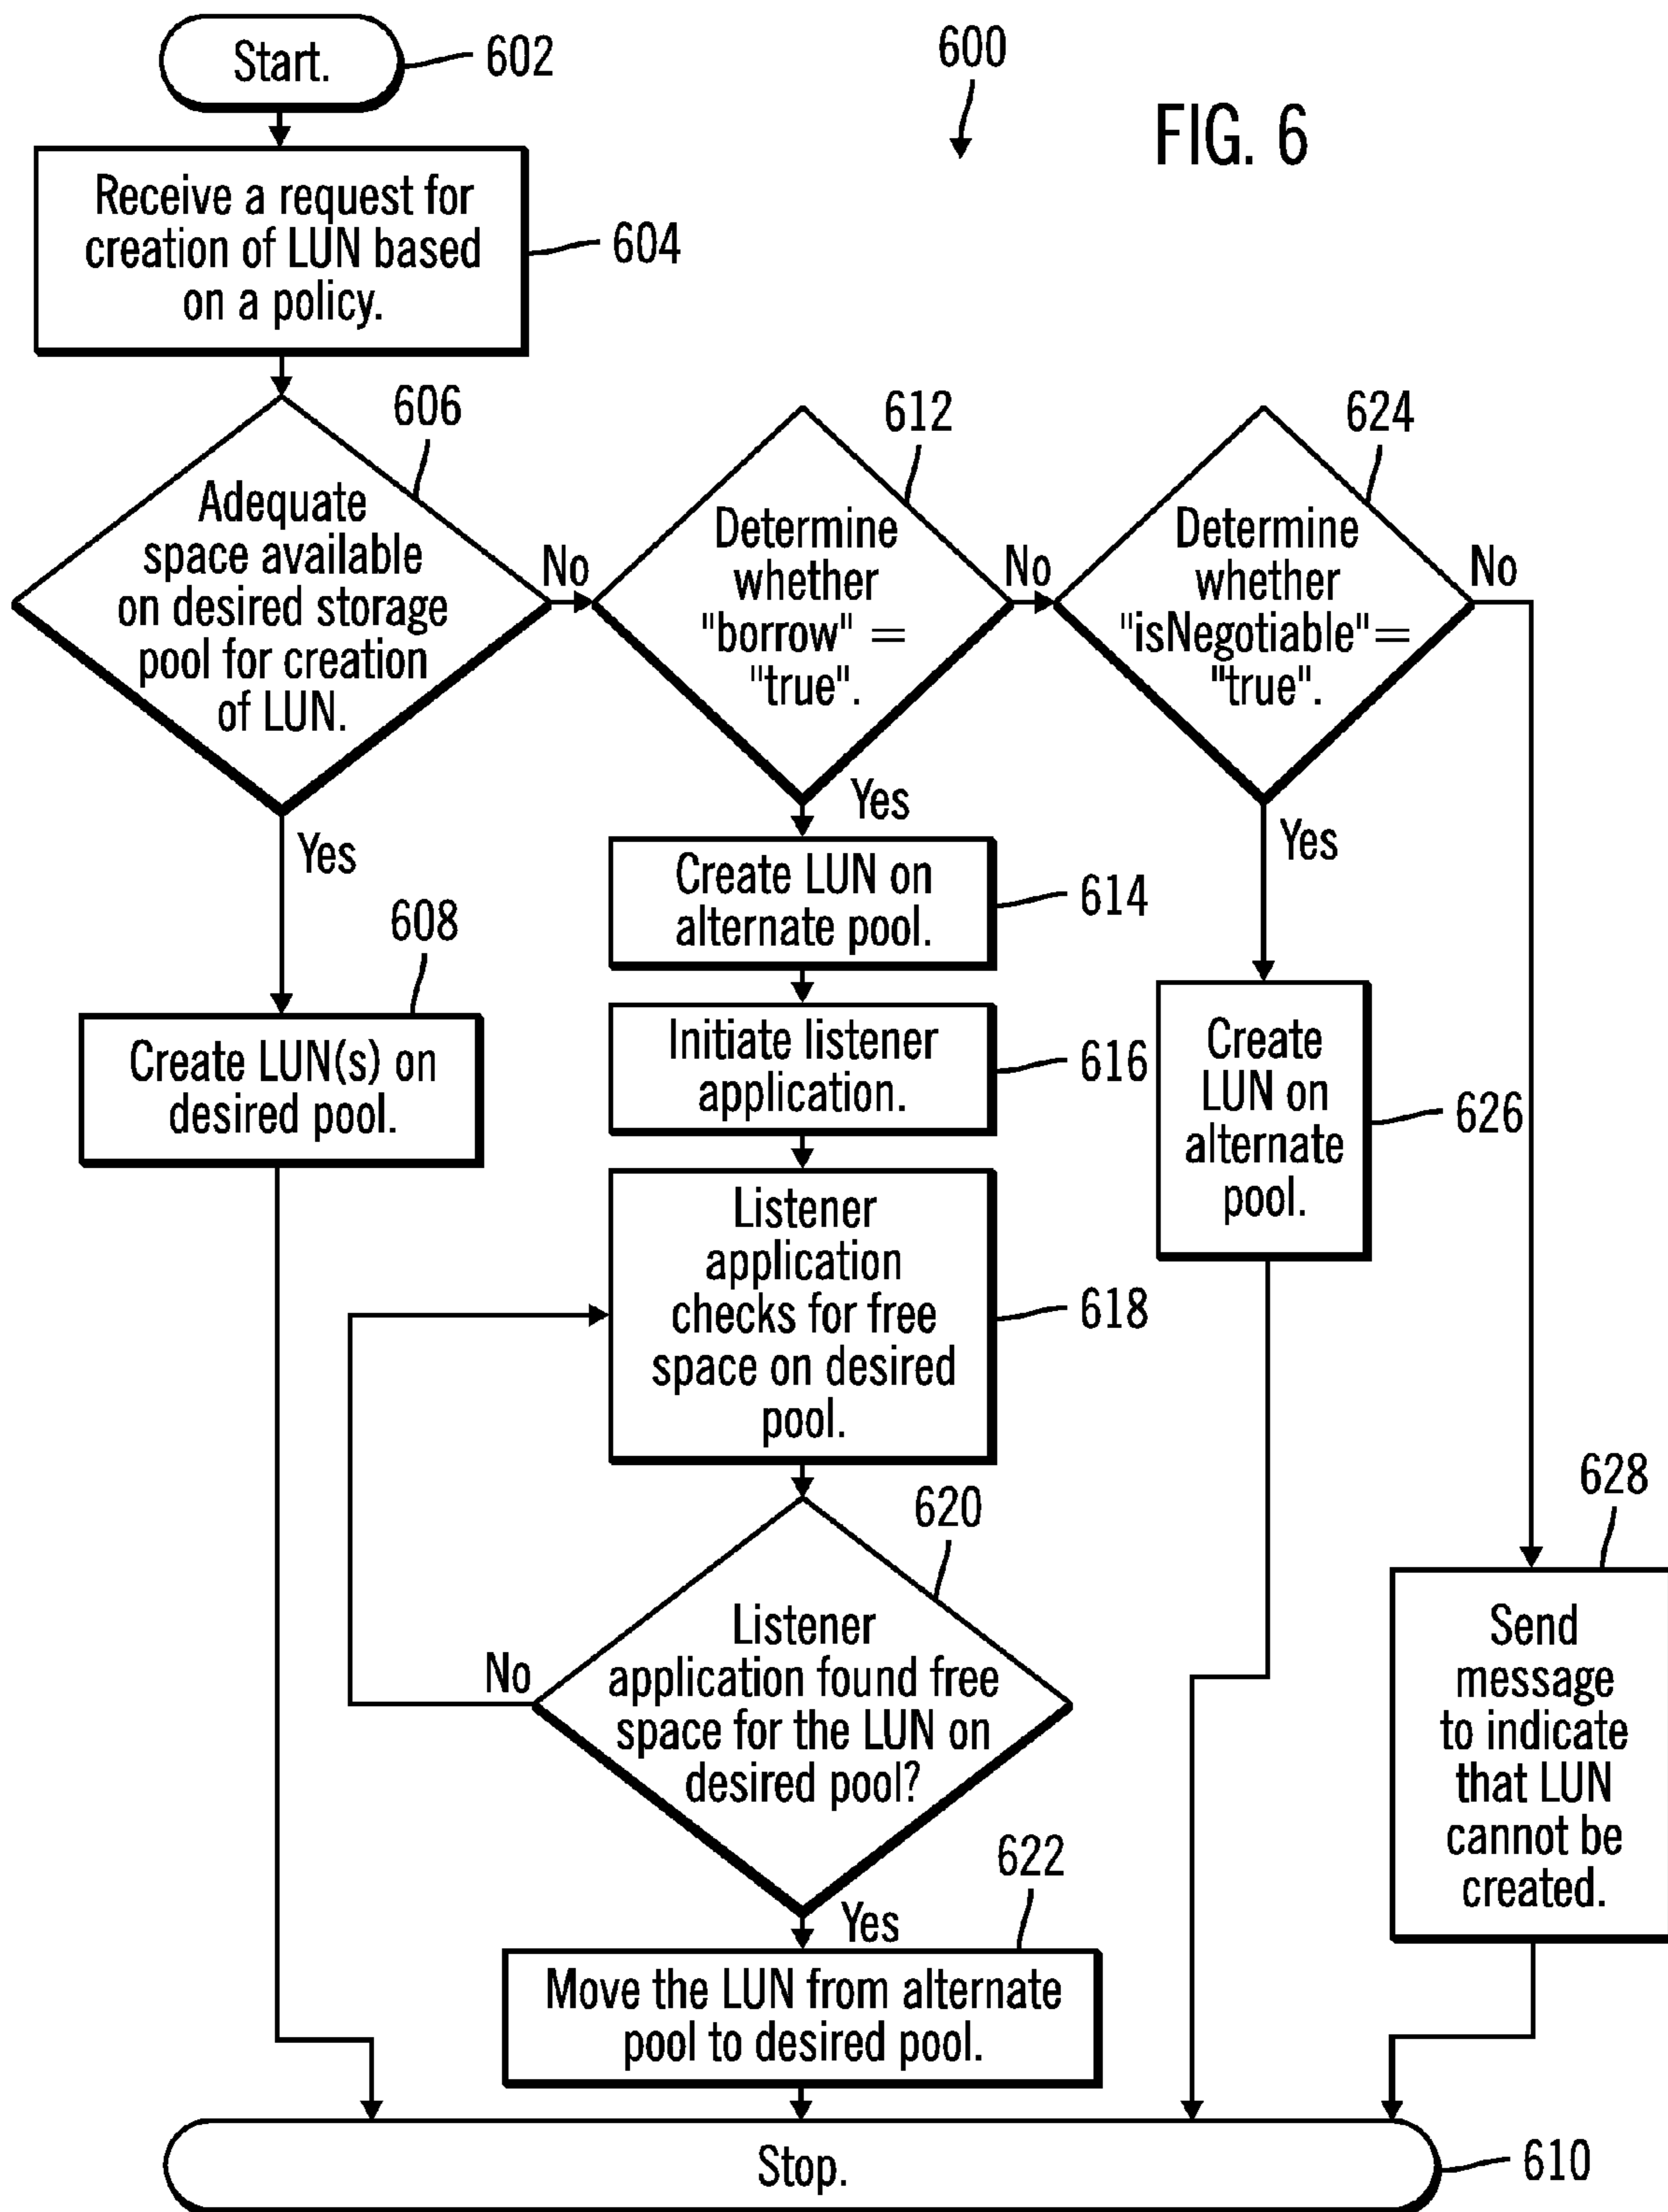 Start.
602
600
FIG. 6
Receive a request for
creation of LUN based
on a policy.
604
606
Adequate
space available
on desired storage
pool for creation
of LUN.
No
Yes
612
Determine
whether
"borrow" =
"true".
No
Yes
624
Determine
whether
"isNegotiable"=
"true".
No
Yes
608
Create LUN(s) on
desired pool.
Create LUN on
alternate pool.
614
Initiate listener
application.
616
Create
LUN on
alternate
pool.
626
Listener
application
checks for free
space on desired
pool.
618
620
Listener
application found free
space for the LUN on
desired pool?
No
Yes
628
Send
message
to indicate
that LUN
cannot be
created.
622
Move the LUN from alternate
pool to desired pool.
Stop.
610